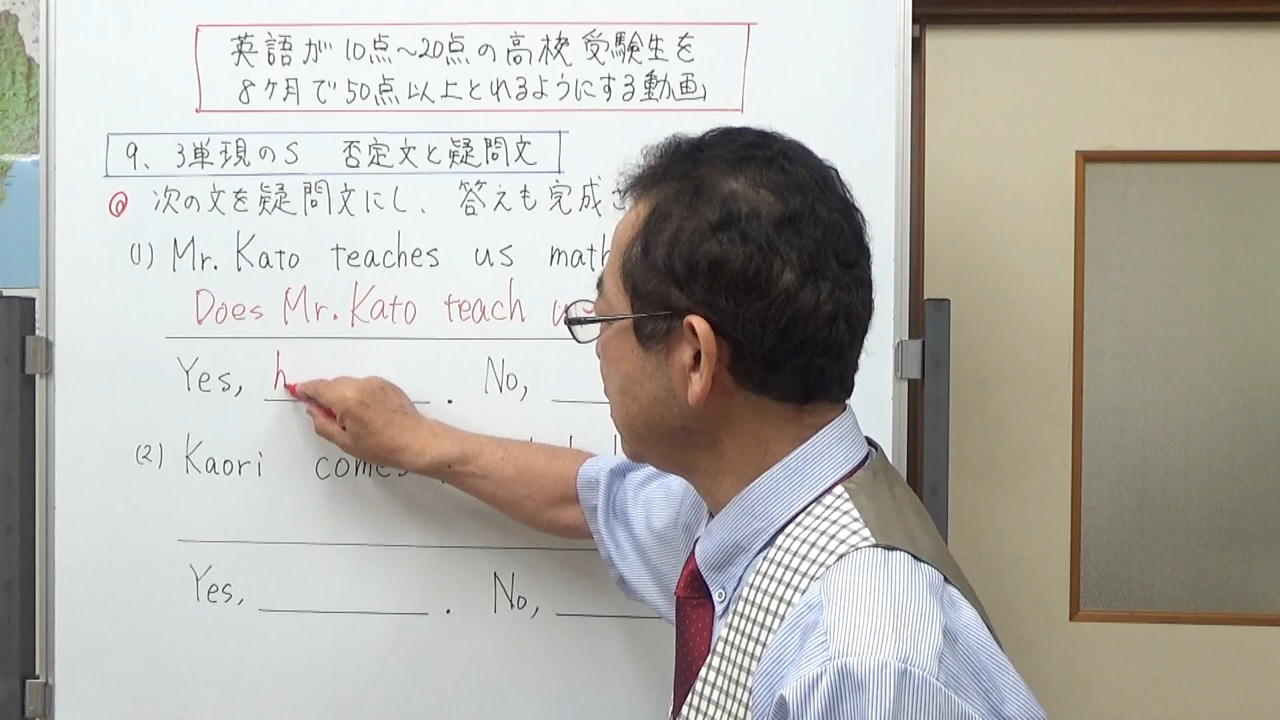 英語が10点～20点の高校受験生を
8ヶ月で50点以上とれるようにする動画
9、3単現のS 否定文と疑問文
Q 次の文を疑問文にし、答えも完成
(1) Mr. Kato teaches us math
Does Mr. Kato teach us
Yes, h . No,
(2) Kaori comes
Yes, . No,